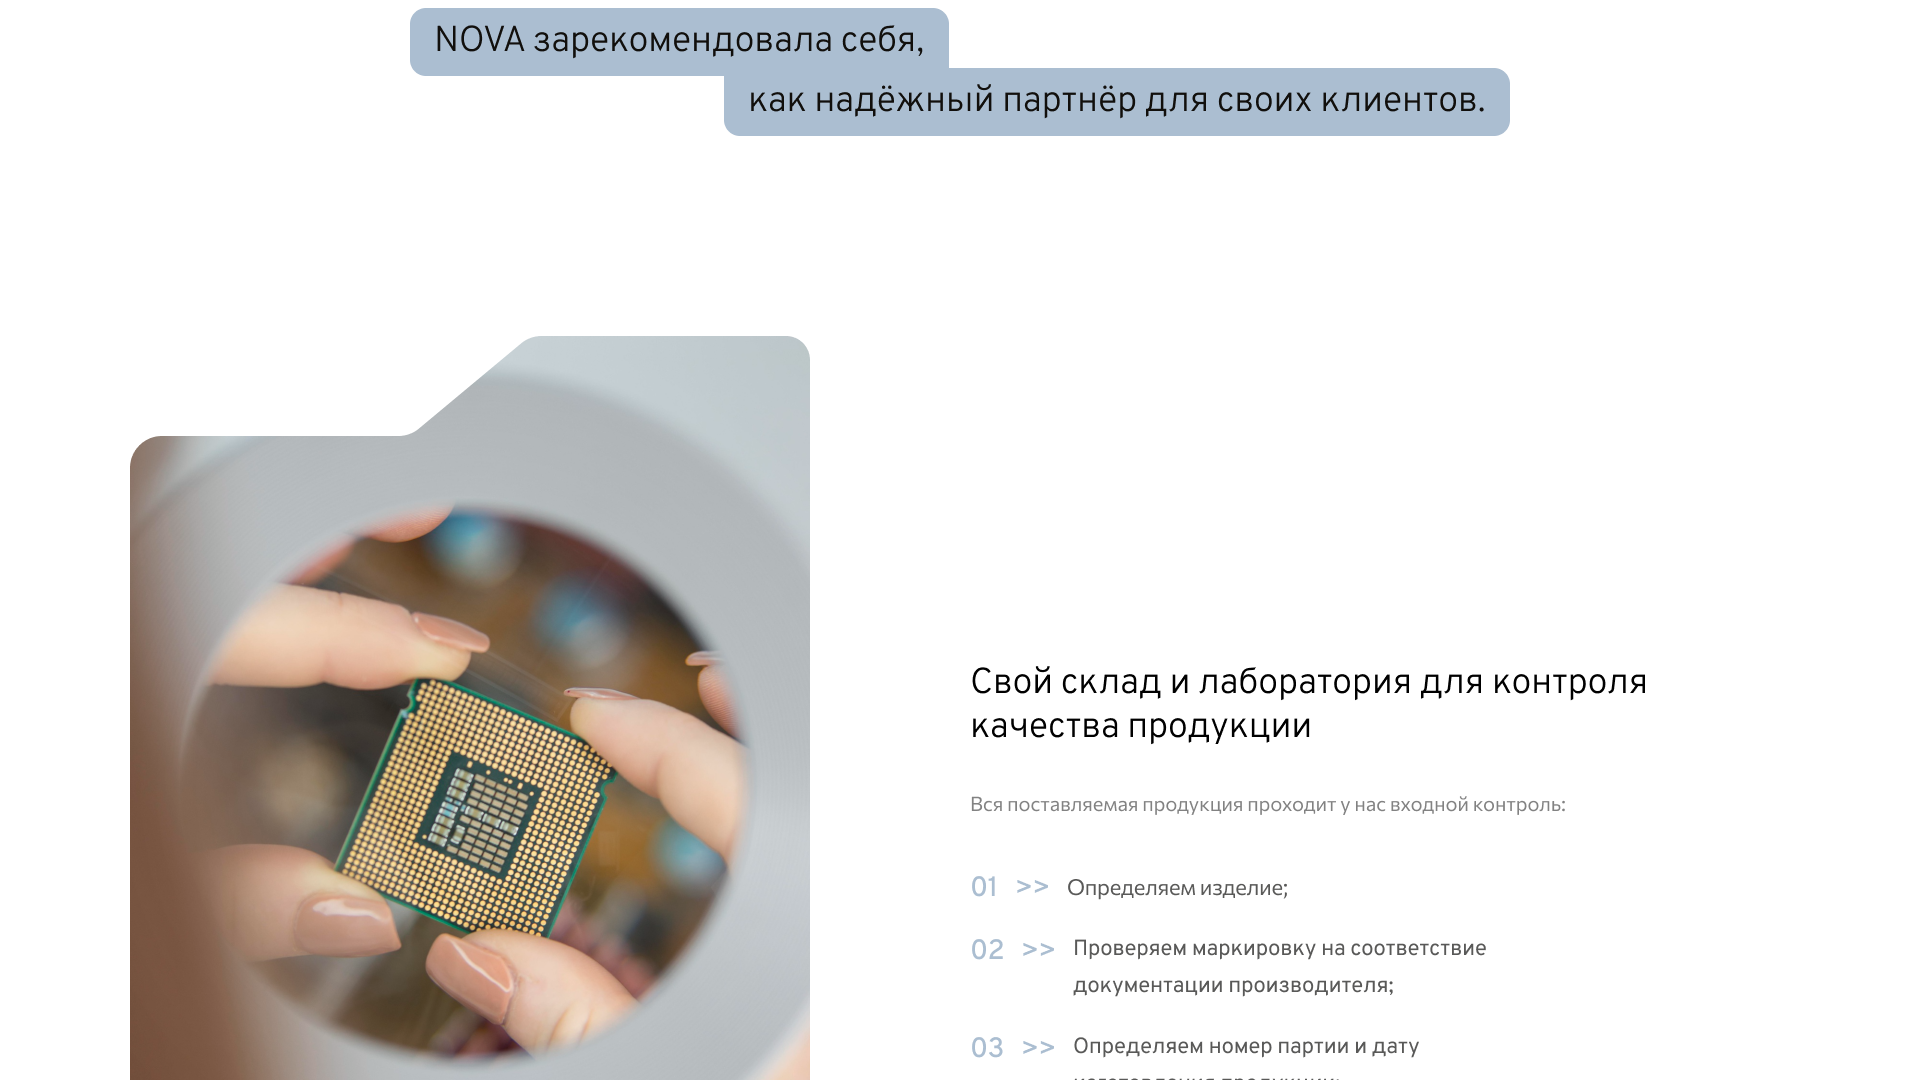 NOVA зарекомендовала себя,
как надёжный партнёр для своих клиентов.
Свой склад и лаборатория для контроля
качества продукции
Вся поставляемая продукция проходит у нас входной контроль:
01 >> Определяем изделие;
02 >> Проверяем маркировку на соответствие
документации производителя;
03 >> Определяем номер партии и дату